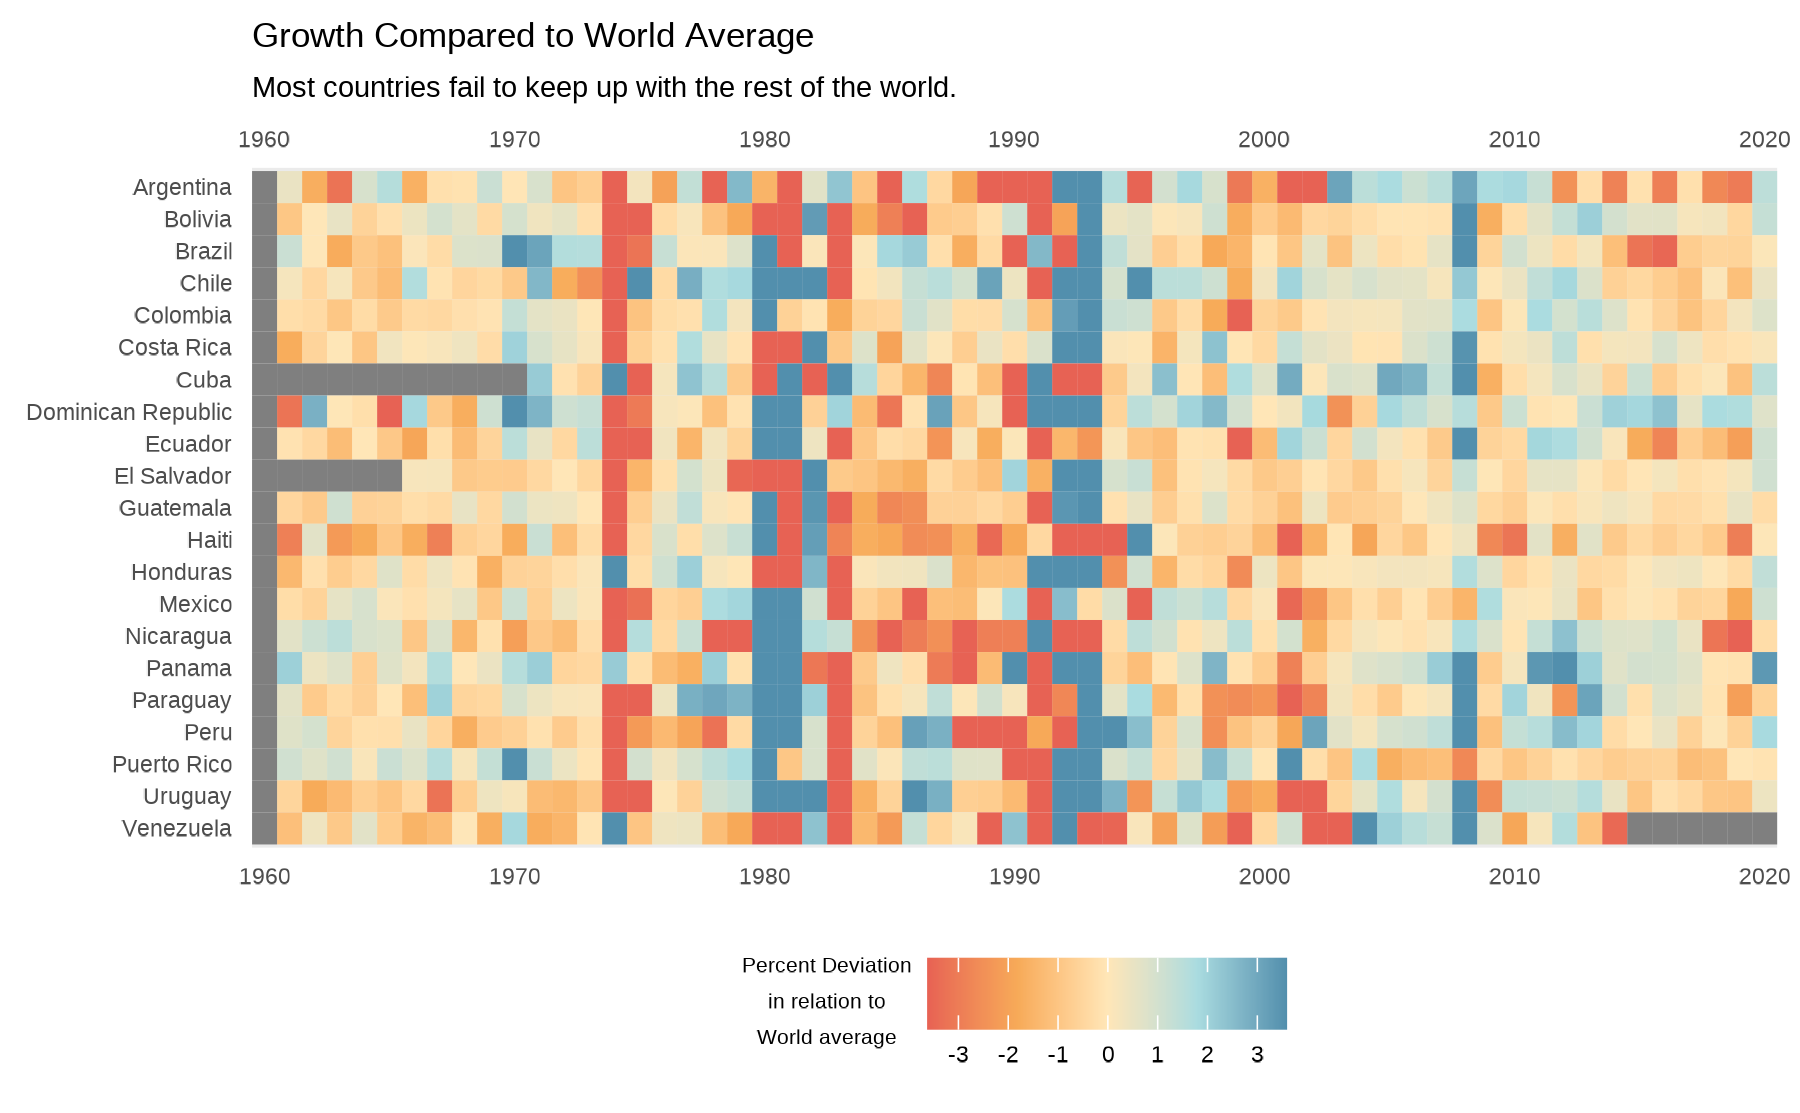 Growth Compared to World Average
Most countries fail to keep up with the rest of the world.
1960 1970 1980 1990 2000 2010 2020
Argentina
Bolivia
Brazil
Chile
Colombia
Costa Rica
Cuba
Dominican Republic
Ecuador
El Salvador
Guatemala
Haiti
Honduras
Mexico
Nicaragua
Panama
Paraguay
Peru
Puerto Rico
Uruguay
Venezuela
1960 1970 1980 1990 2000 2010 2020
Percent Deviation
in relation to
World average
-3 -2 -1 0 1 2 3